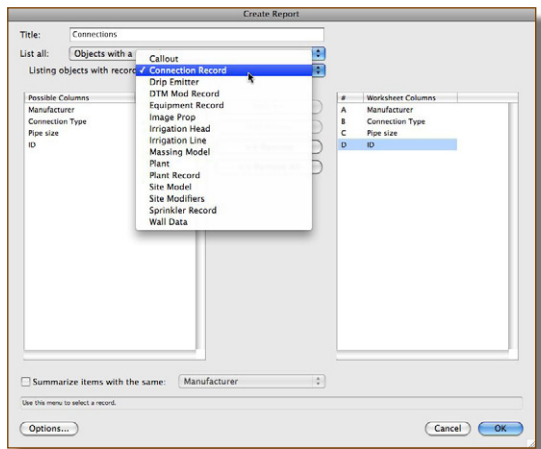 Create Report
Title: Connections
List all: Objects with a
Listing objects with record
Callout
✓ Connection Record
Drip Emitter
DTM Mod Record
Equipment Record
Image Prop
Irrigation Head
Irrigation Line
Massing Model
Plant
Plant Record
Site Model
Site Modifiers
Sprinkler Record
Wall Data
Possible Columns
Manufacturer
Connection Type
Pipe size
ID
# Worksheet Columns
A Manufacturer
B Connection Type
C Pipe size
D ID
Summarize items with the same: Manufacturer
Use this menu to select a record.
Options... Cancel OK